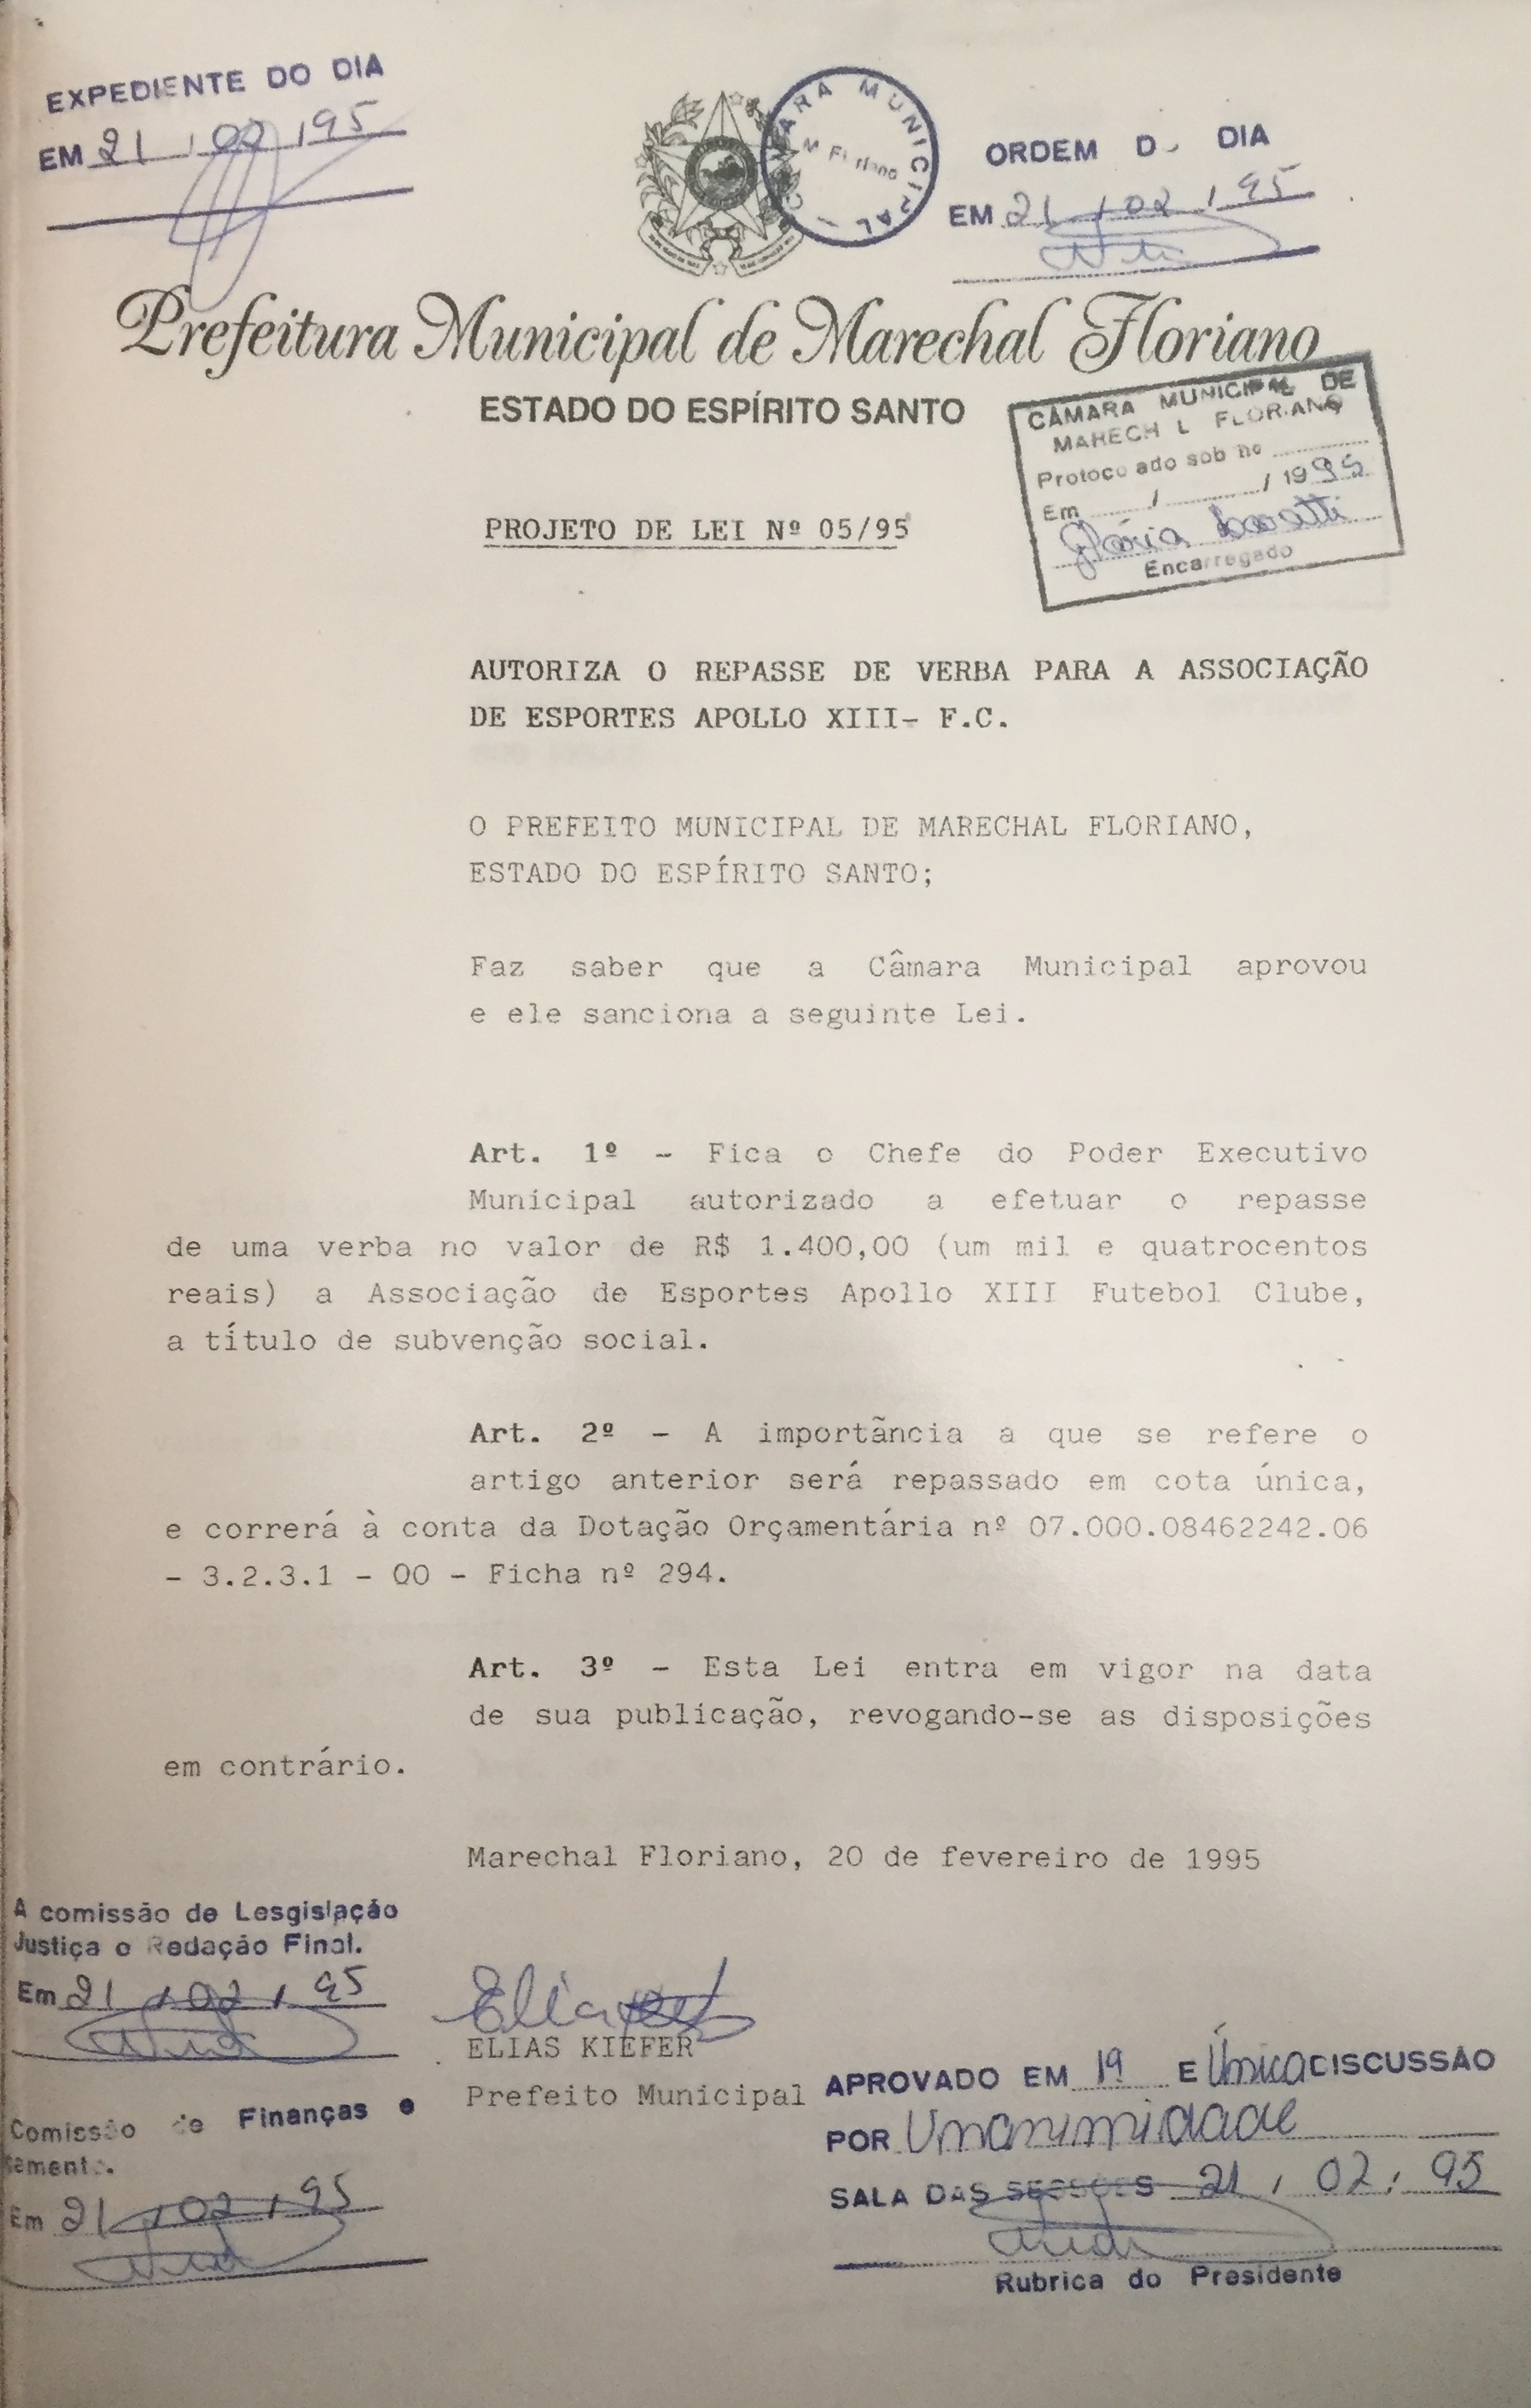 EXPEDIENTE DO DIA
EM 21 / 02 / 95
CÂMARA MUNICIPAL
ORDEM D DIA
EM 21 / 02 / 95
Prefeitura Municipal de Marechal Floriano
ESTADO DO ESPÍRITO SANTO
CÂMARA MUNICIPAL DE
MARECH L FLORIANO
Protoco ado sob nº
Em / / 1995
Glória
Encarregado
PROJETO DE LEI Nº 05/95
AUTORIZA O REPASSE DE VERBA PARA A ASSOCIAÇÃO
DE ESPORTES APOLLO XIII- F.C.
O PREFEITO MUNICIPAL DE MARECHAL FLORIANO,
ESTADO DO ESPÍRITO SANTO;
Faz saber que a Câmara Municipal aprovou
e ele sanciona a seguinte Lei.
Art. 1º - Fica o Chefe do Poder Executivo
Municipal autorizado a efetuar o repasse
de uma verba no valor de R$ 1.400,00 (um mil e quatrocentos
reais) a Associação de Esportes Apollo XIII Futebol Clube,
a título de subvenção social.
Art. 2º - A importãncia a que se refere o
artigo anterior será repassado em cota única,
e correrá à conta da Dotação Orçamentária nº 07.000.08462242.06
- 3.2.3.1 - 00 - Ficha nº 294.
Art. 3º - Esta Lei entra em vigor na data
de sua publicação, revogando-se as disposições
em contrário.
Marechal Floriano, 20 de fevereiro de 1995
A comissão de Lesgislação
Justiça e Redação Final.
Em 21 / 02 / 95
ELIAS KIEFER
Prefeito Municipal
Comissão de Finanças e
tamento.
Em 21 / 02 / 95
APROVADO EM 1ª E Única DISCUSSÃO
POR Unanimidade
SALA DAS SESSÕES 21 / 02 / 95
Rubrica do Presidente